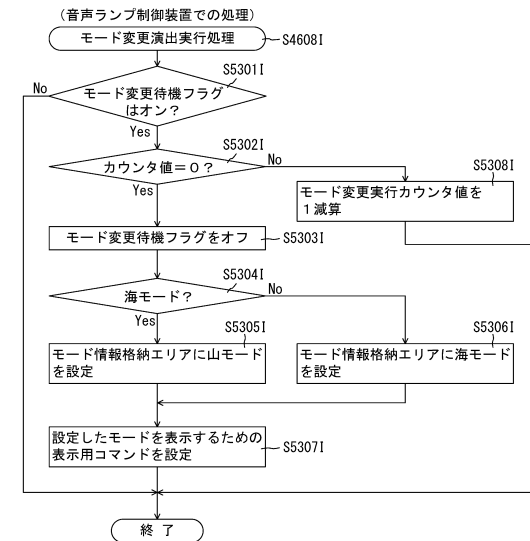 (音声ランプ制御装置での処理)
モード変更演出実行処理
S4608I
S5301I
No
モード変更待機フラグ
はオン？
Yes
S5302I
カウンタ値＝０？
No
Yes
S5308I
モード変更実行カウンタ値を
１減算
モード変更待機フラグをオフ
S5303I
S5304I
海モード？
No
Yes
S5305I
モード情報格納エリアに山モード
を設定
S5306I
モード情報格納エリアに海モード
を設定
設定したモードを表示するための
表示用コマンドを設定
S5307I
終 了